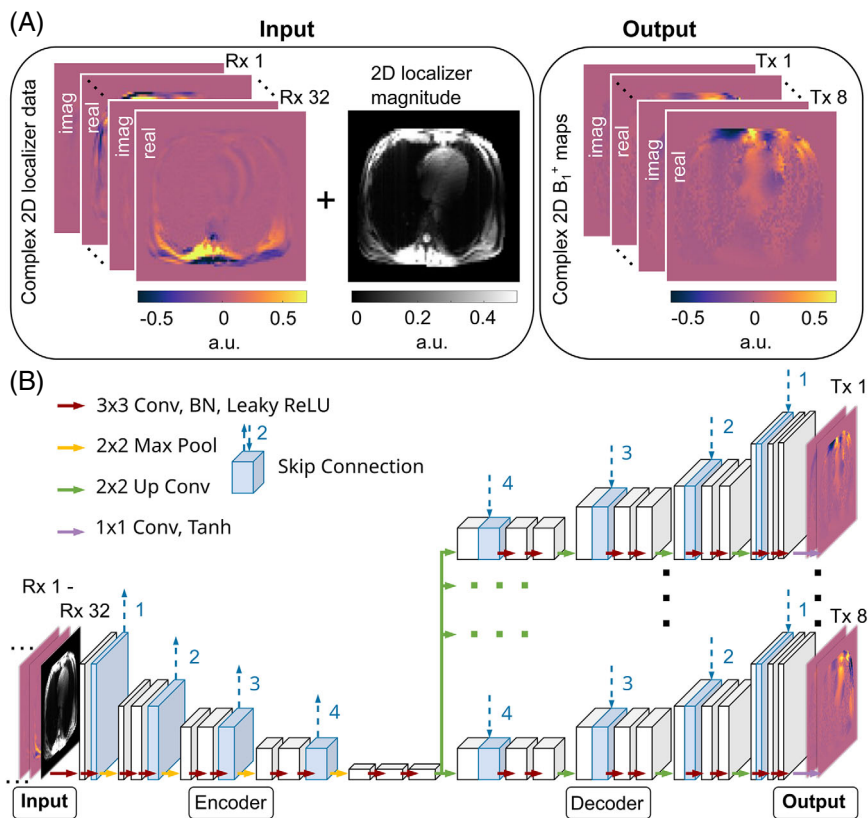 (A)
Input
Output
Complex 2D localizer data
imag
real
imag
real
Rx 1
Rx 32
+
2D localizer
magnitude
-0.5 0 0.5
a.u.
0 0.2 0.4
a.u.
Complex 2D B1+ maps
imag
real
imag
real
Tx 1
Tx 8
-0.5 0 0.5
a.u.
(B)
3x3 Conv, BN, Leaky ReLU
2x2 Max Pool
2x2 Up Conv
1x1 Conv, Tanh
2
Skip Connection
4
3
2
1
Tx 1
Rx 1 -
Rx 32
1
2
3
4
4
3
2
1
Tx 8
Input
Encoder
Decoder
Output